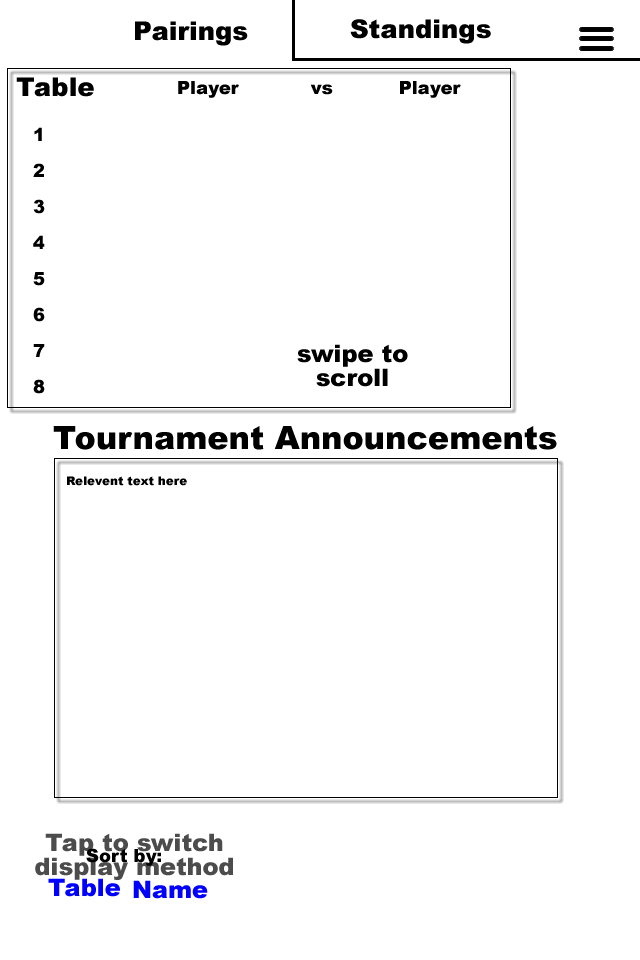 Pairings Standings
Table Player vs Player
1
2
3
4
5
6
7
8
swipe to
scroll
Tournament Announcements
Relevent text here
Tap to switch
Sort by:
display method
Table Name